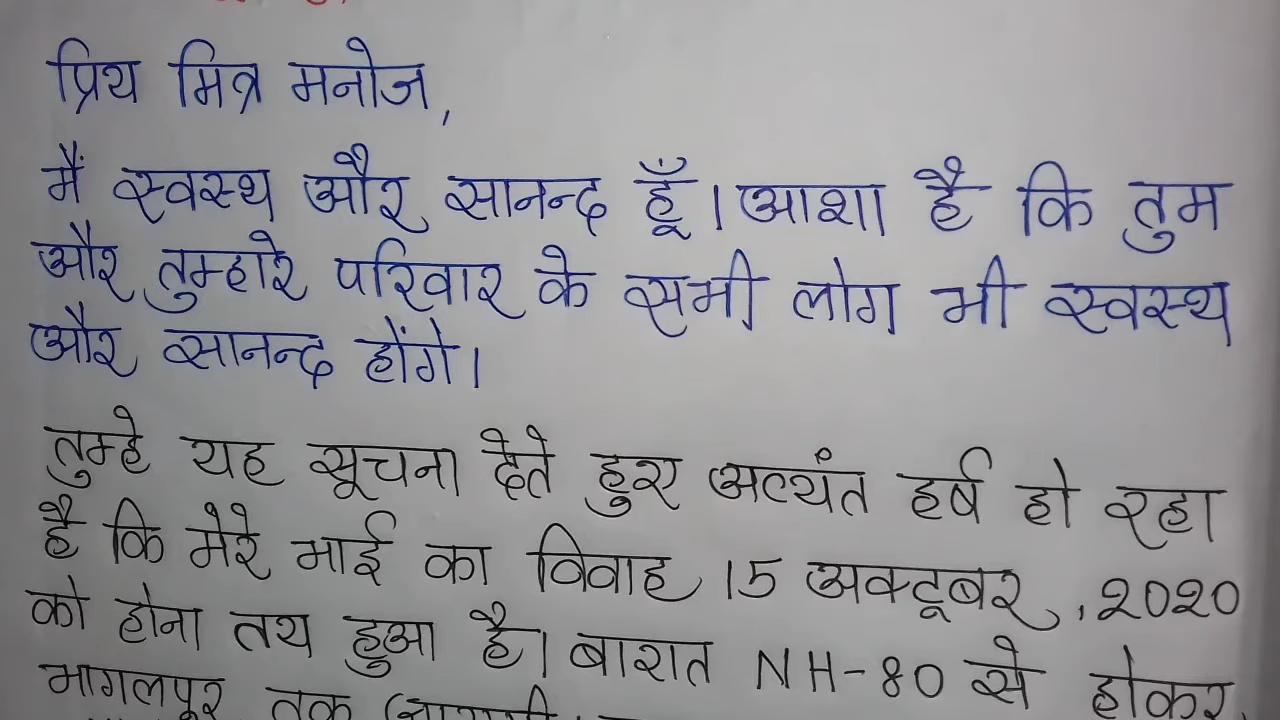 प्रिय मित्र मनोज,
मैं स्वस्थ और सानन्द हूँ। आशा है कि तुम
और तुम्हारे परिवार के सभी लोग भी स्वस्थ
और सानन्द होंगे।
तुम्हे यह सूचना देते हुए अत्यंत हर्ष हो रहा
है कि मेरे भाई का विवाह 15 अक्टूबर, 2020
को होना तय हुआ है। बारात NH-80 से होकर
भागलपुर तक